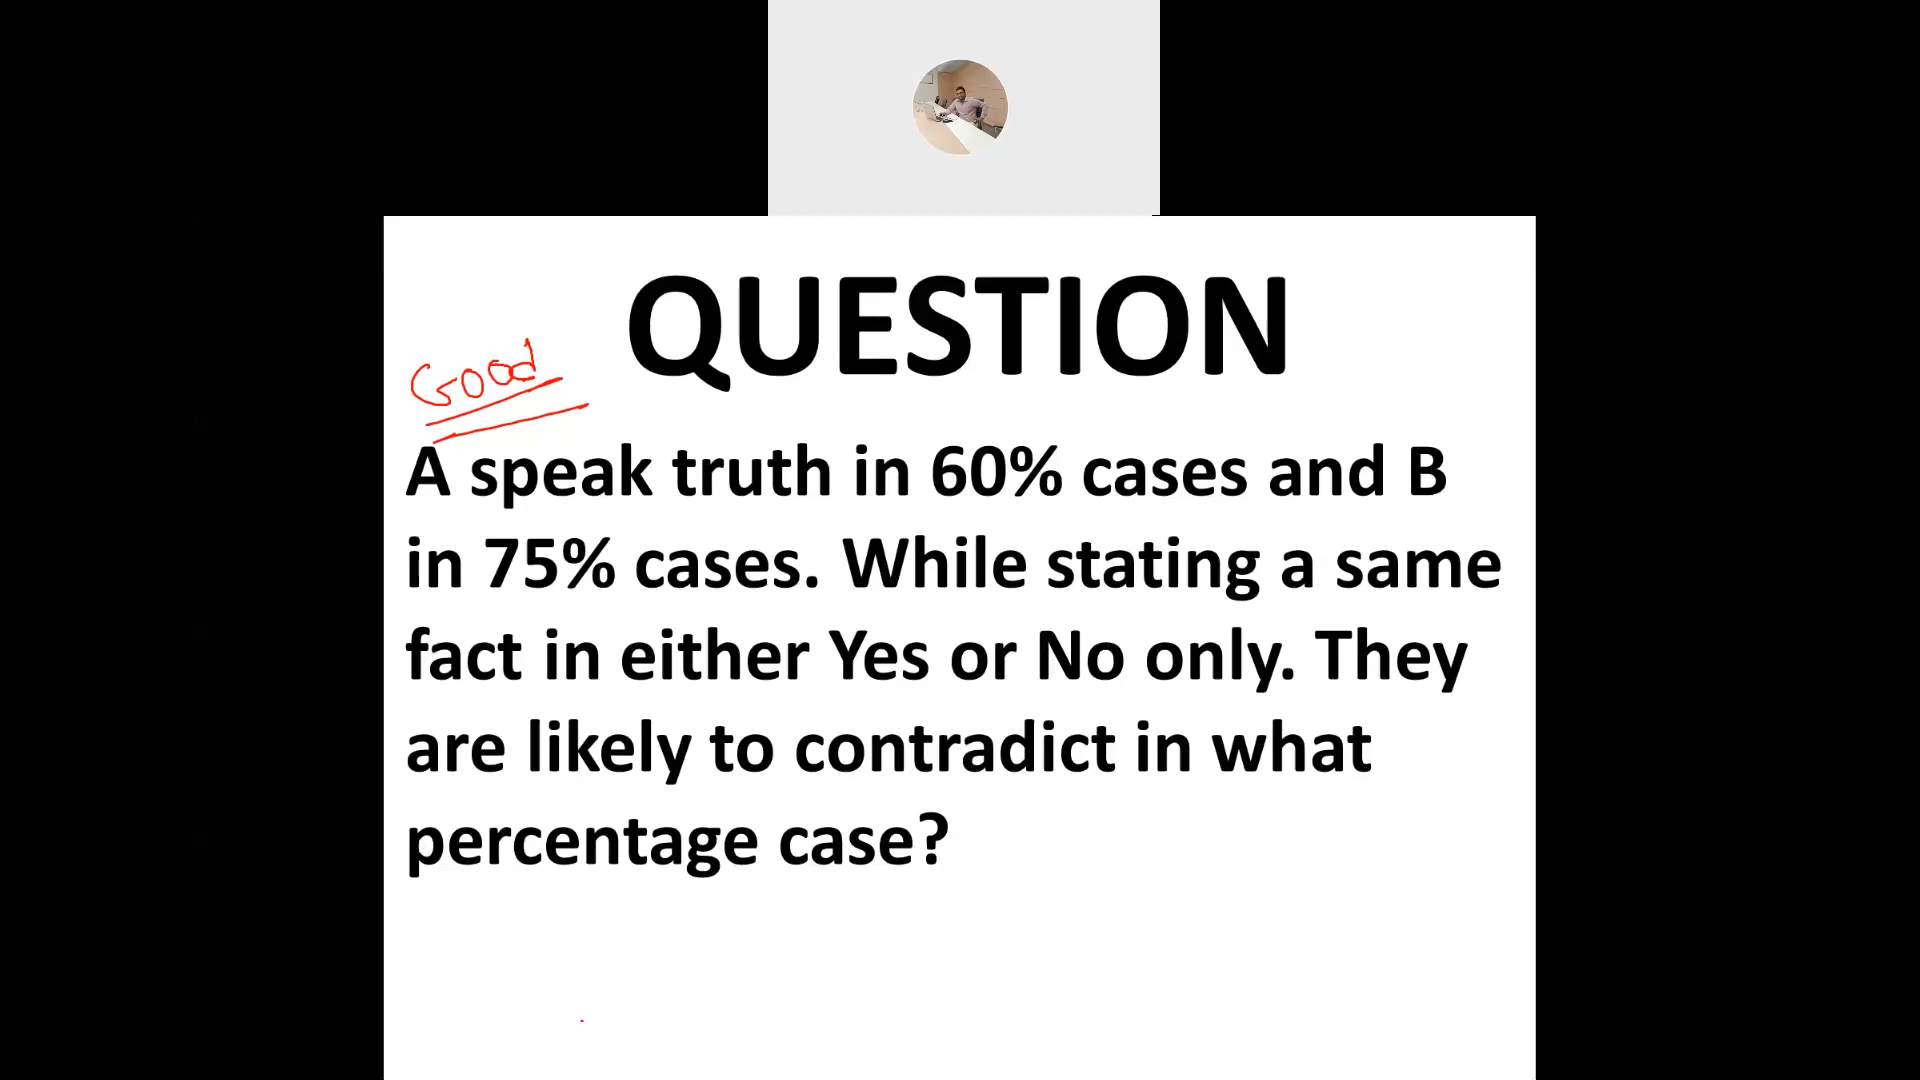 QUESTION
Good
A speak truth in 60% cases and B
in 75% cases. While stating a same
fact in either Yes or No only. They
are likely to contradict in what
percentage case?